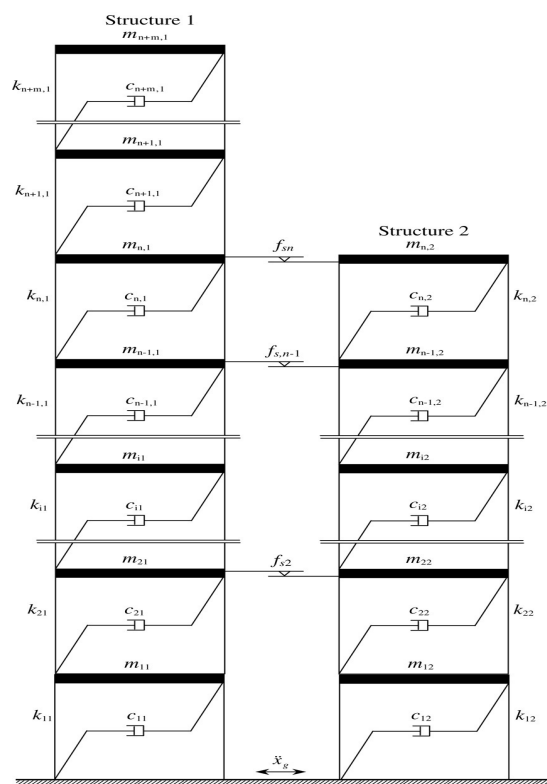 Structure 1
m_{n+m,1}
k_{n+m,1} c_{n+m,1}
m_{n+1,1}
k_{n+1,1} c_{n+1,1}
Structure 2
m_{n,1} f_{sn} m_{n,2}
k_{n,1} c_{n,1} c_{n,2} k_{n,2}
m_{n-1,1} f_{s,n-1} m_{n-1,2}
k_{n-1,1} c_{n-1,1} c_{n-1,2} k_{n-1,2}
m_{i1} m_{i2}
k_{i1} c_{i1} c_{i2} k_{i2}
m_{21} f_{s2} m_{22}
k_{21} c_{21} c_{22} k_{22}
m_{11} m_{12}
k_{11} c_{11} c_{12} k_{12}
ẍ_g